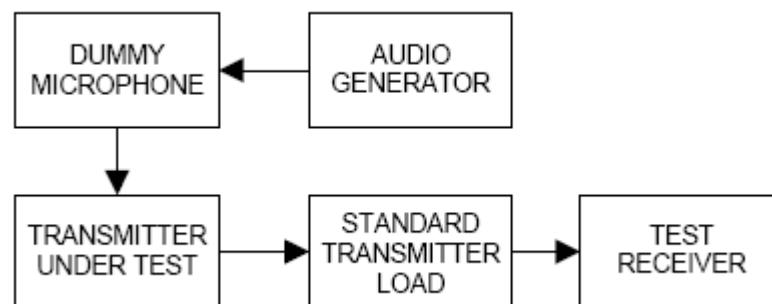 DUMMY
MICROPHONE
AUDIO
GENERATOR
TRANSMITTER
UNDER TEST
STANDARD
TRANSMITTER
LOAD
TEST
RECEIVER